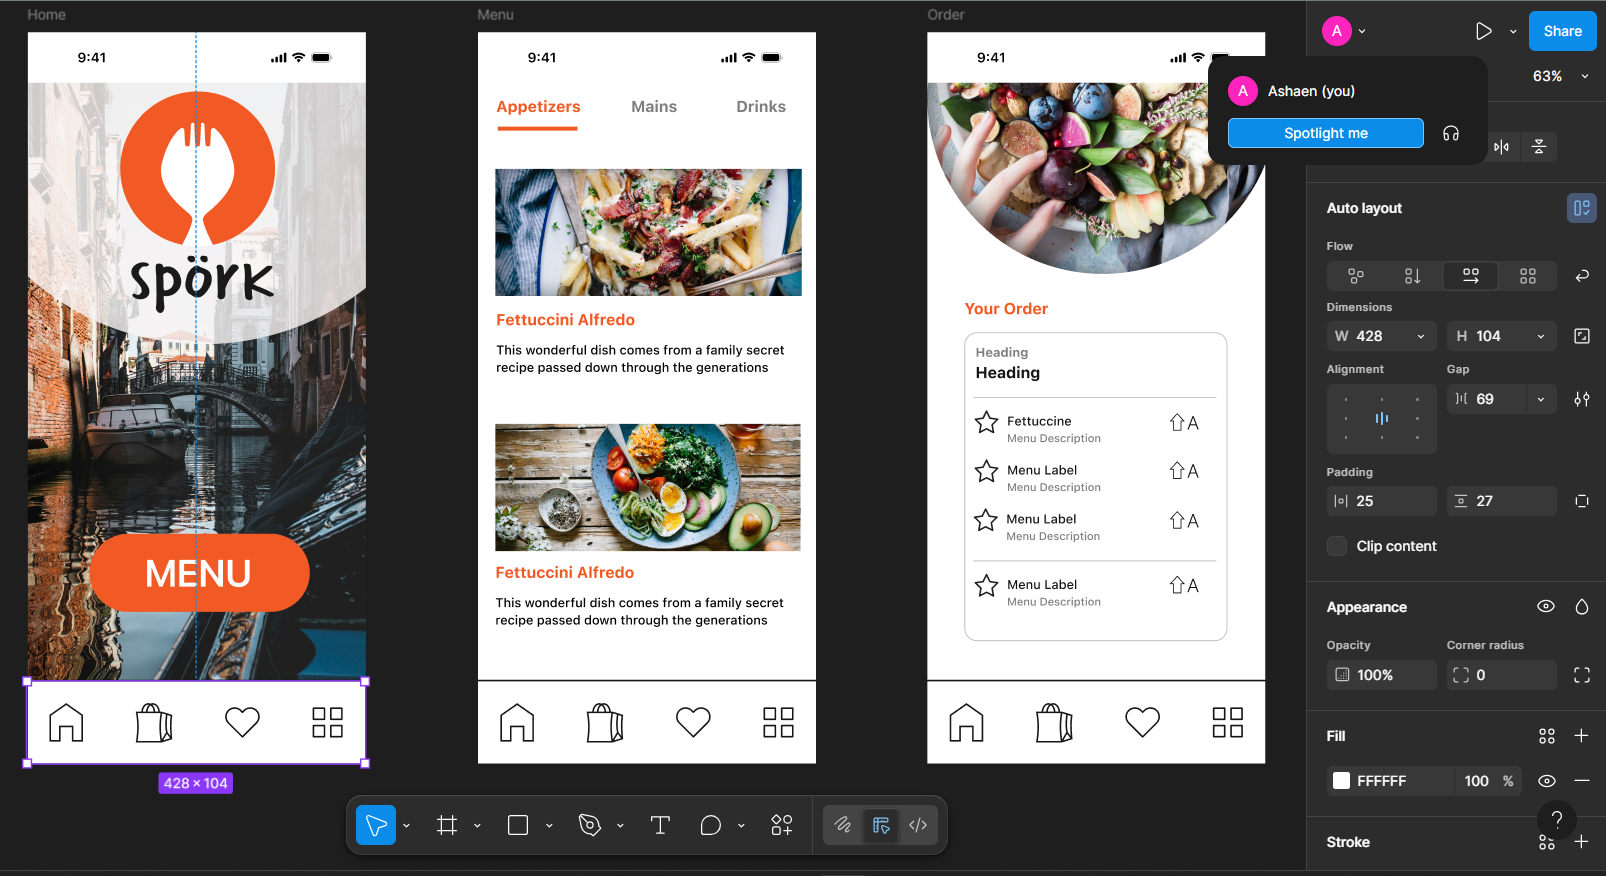 Home
9:41
spörk
MENU
428 × 104
Menu
9:41
Appetizers Mains Drinks
Fettuccini Alfredo
This wonderful dish comes from a family secret
recipe passed down through the generations
Fettuccini Alfredo
This wonderful dish comes from a family secret
recipe passed down through the generations
Order
9:41
Your Order
Heading
Heading
Fettuccine
Menu Description
A
Menu Label
Menu Description
A
Menu Label
Menu Description
A
Menu Label
Menu Description
A
A
Share
63%
A Ashaen (you)
Spotlight me
Auto layout
Flow
Dimensions
W 428 H 104
Alignment Gap
69
Padding
25 27
Clip content
Appearance
Opacity Corner radius
100% 0
Fill
FFFFFF 100 %
?
Stroke
T